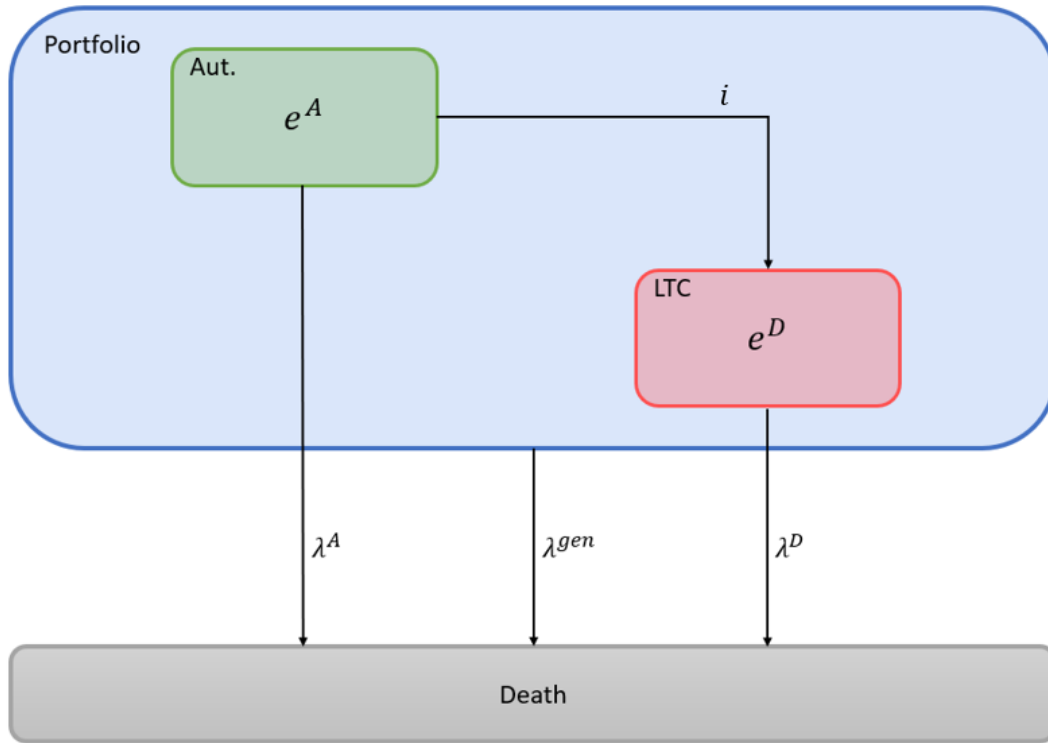 Portfolio
Aut.
e^A
i
LTC
e^D
λ^A
λ^gen
λ^D
Death